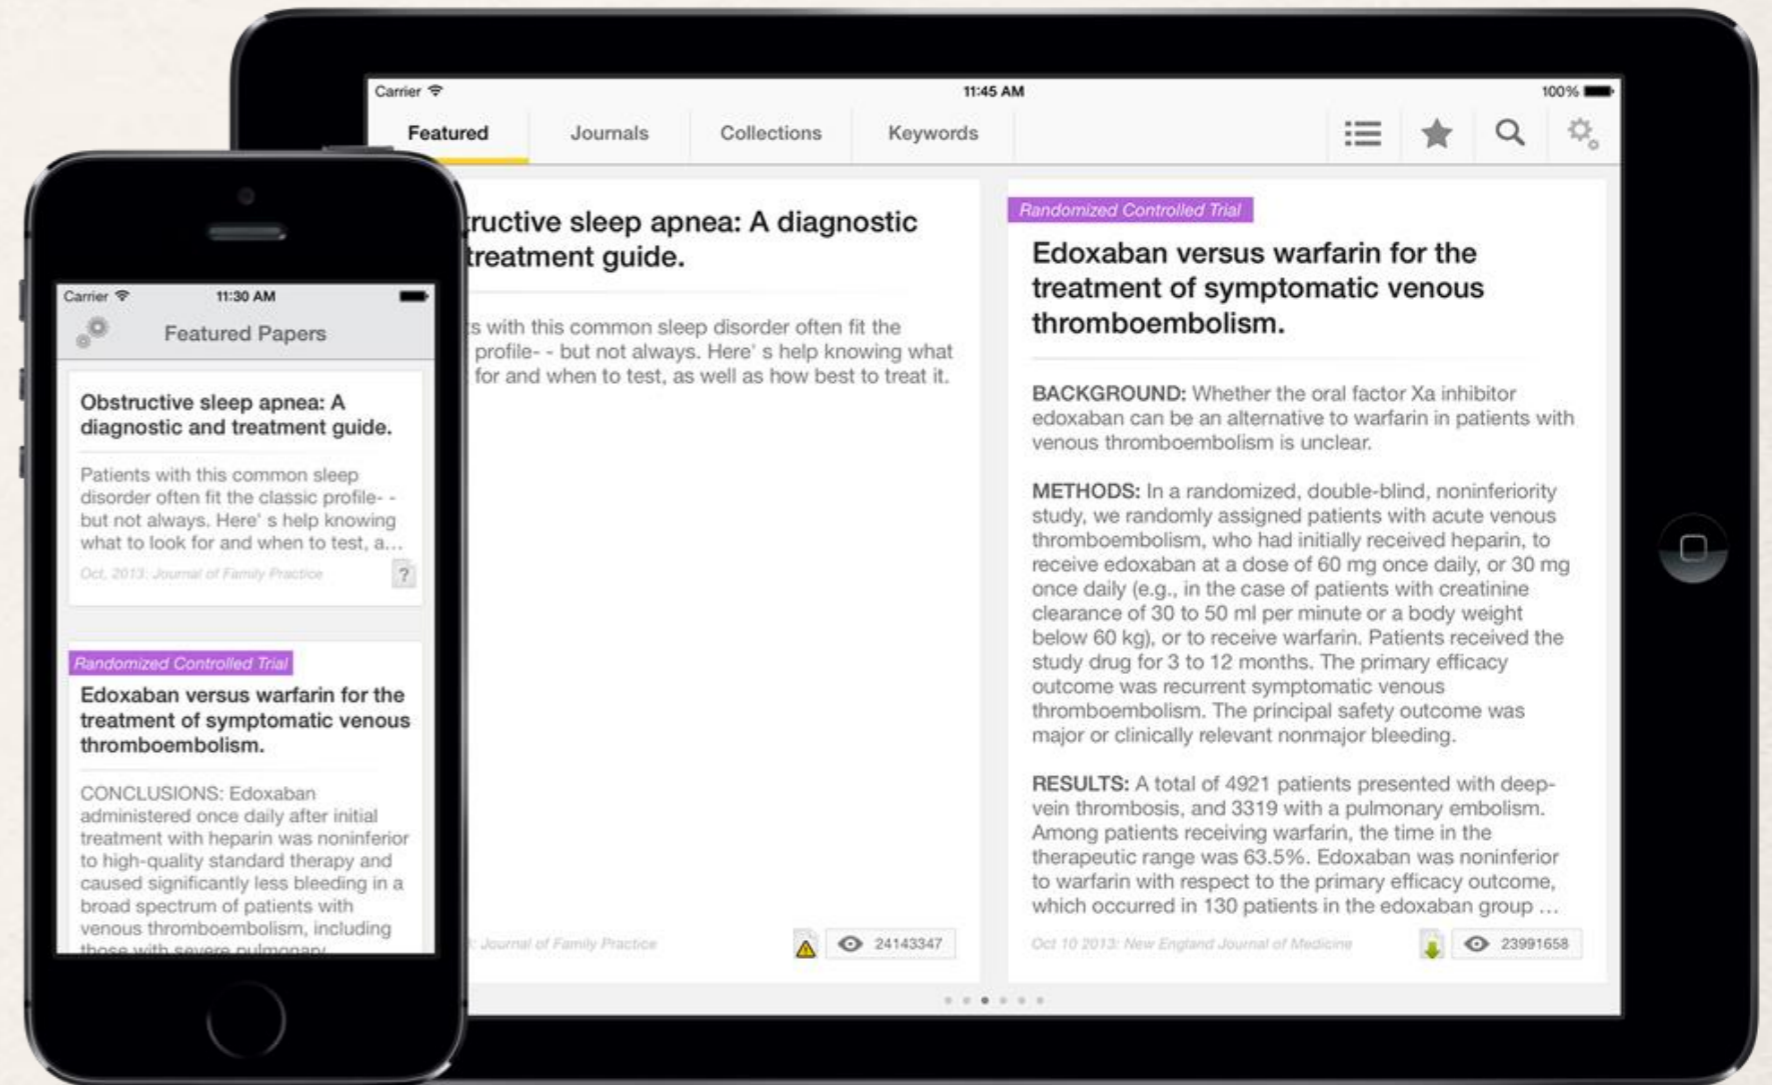 Carrier
11:45 AM
100%
Featured
Journals
Collections
Keywords
tructive sleep apnea: A diagnostic
treatment guide.
s with this common sleep disorder often fit the
profile- - but not always. Here' s help knowing what
for and when to test, as well as how best to treat it.
: Journal of Family Practice
24143347
Randomized Controlled Trial
Edoxaban versus warfarin for the
treatment of symptomatic venous
thromboembolism.
BACKGROUND: Whether the oral factor Xa inhibitor
edoxaban can be an alternative to warfarin in patients with
venous thromboembolism is unclear.
METHODS: In a randomized, double-blind, noninferiority
study, we randomly assigned patients with acute venous
thromboembolism, who had initially received heparin, to
receive edoxaban at a dose of 60 mg once daily, or 30 mg
once daily (e.g., in the case of patients with creatinine
clearance of 30 to 50 ml per minute or a body weight
below 60 kg), or to receive warfarin. Patients received the
study drug for 3 to 12 months. The primary efficacy
outcome was recurrent symptomatic venous
thromboembolism. The principal safety outcome was
major or clinically relevant nonmajor bleeding.
RESULTS: A total of 4921 patients presented with deep-
vein thrombosis, and 3319 with a pulmonary embolism.
Among patients receiving warfarin, the time in the
therapeutic range was 63.5%. Edoxaban was noninferior
to warfarin with respect to the primary efficacy outcome,
which occurred in 130 patients in the edoxaban group ...
Oct 10 2013: New England Journal of Medicine
23991658
Carrier
11:30 AM
Featured Papers
Obstructive sleep apnea: A
diagnostic and treatment guide.
Patients with this common sleep
disorder often fit the classic profile- -
but not always. Here' s help knowing
what to look for and when to test, a...
Oct, 2013: Journal of Family Practice
?
Randomized Controlled Trial
Edoxaban versus warfarin for the
treatment of symptomatic venous
thromboembolism.
CONCLUSIONS: Edoxaban
administered once daily after initial
treatment with heparin was noninferior
to high-quality standard therapy and
caused significantly less bleeding in a
broad spectrum of patients with
venous thromboembolism, including
those with severe pulmonary